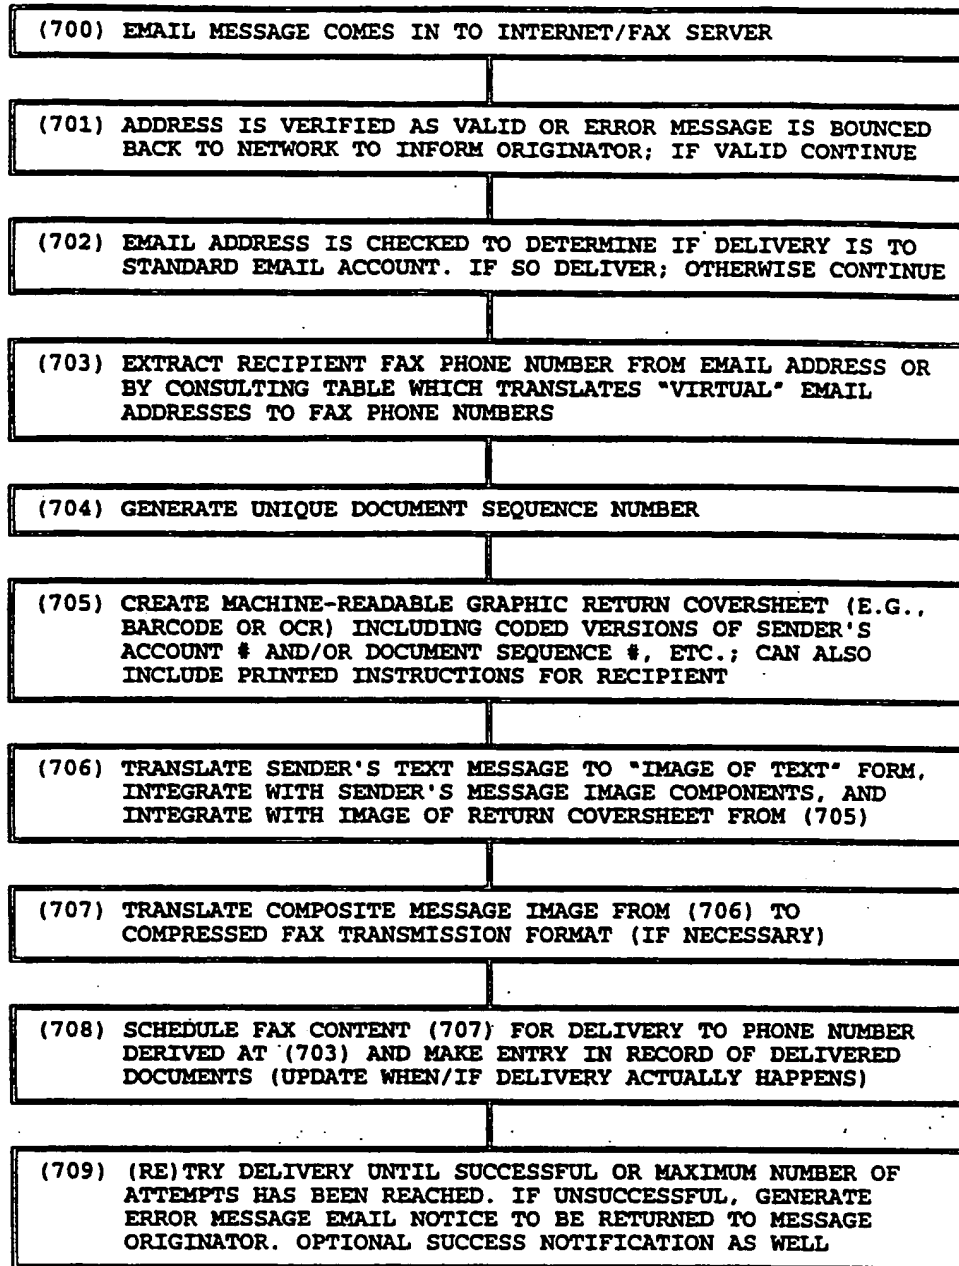 (700) EMAIL MESSAGE COMES IN TO INTERNET/FAX SERVER
(701) ADDRESS IS VERIFIED AS VALID OR ERROR MESSAGE IS BOUNCED
BACK TO NETWORK TO INFORM ORIGINATOR; IF VALID CONTINUE
(702) EMAIL ADDRESS IS CHECKED TO DETERMINE IF DELIVERY IS TO
STANDARD EMAIL ACCOUNT. IF SO DELIVER; OTHERWISE CONTINUE
(703) EXTRACT RECIPIENT FAX PHONE NUMBER FROM EMAIL ADDRESS OR
BY CONSULTING TABLE WHICH TRANSLATES "VIRTUAL" EMAIL
ADDRESSES TO FAX PHONE NUMBERS
(704) GENERATE UNIQUE DOCUMENT SEQUENCE NUMBER
(705) CREATE MACHINE-READABLE GRAPHIC RETURN COVERSHEET (E.G.,
BARCODE OR OCR) INCLUDING CODED VERSIONS OF SENDER'S
ACCOUNT # AND/OR DOCUMENT SEQUENCE #, ETC.; CAN ALSO
INCLUDE PRINTED INSTRUCTIONS FOR RECIPIENT
(706) TRANSLATE SENDER'S TEXT MESSAGE TO "IMAGE OF TEXT" FORM,
INTEGRATE WITH SENDER'S MESSAGE IMAGE COMPONENTS, AND
INTEGRATE WITH IMAGE OF RETURN COVERSHEET FROM (705)
(707) TRANSLATE COMPOSITE MESSAGE IMAGE FROM (706) TO
COMPRESSED FAX TRANSMISSION FORMAT (IF NECESSARY)
(708) SCHEDULE FAX CONTENT (707) FOR DELIVERY TO PHONE NUMBER
DERIVED AT (703) AND MAKE ENTRY IN RECORD OF DELIVERED
DOCUMENTS (UPDATE WHEN/IF DELIVERY ACTUALLY HAPPENS)
(709) (RE)TRY DELIVERY UNTIL SUCCESSFUL OR MAXIMUM NUMBER OF
ATTEMPTS HAS BEEN REACHED. IF UNSUCCESSFUL, GENERATE
ERROR MESSAGE EMAIL NOTICE TO BE RETURNED TO MESSAGE
ORIGINATOR. OPTIONAL SUCCESS NOTIFICATION AS WELL